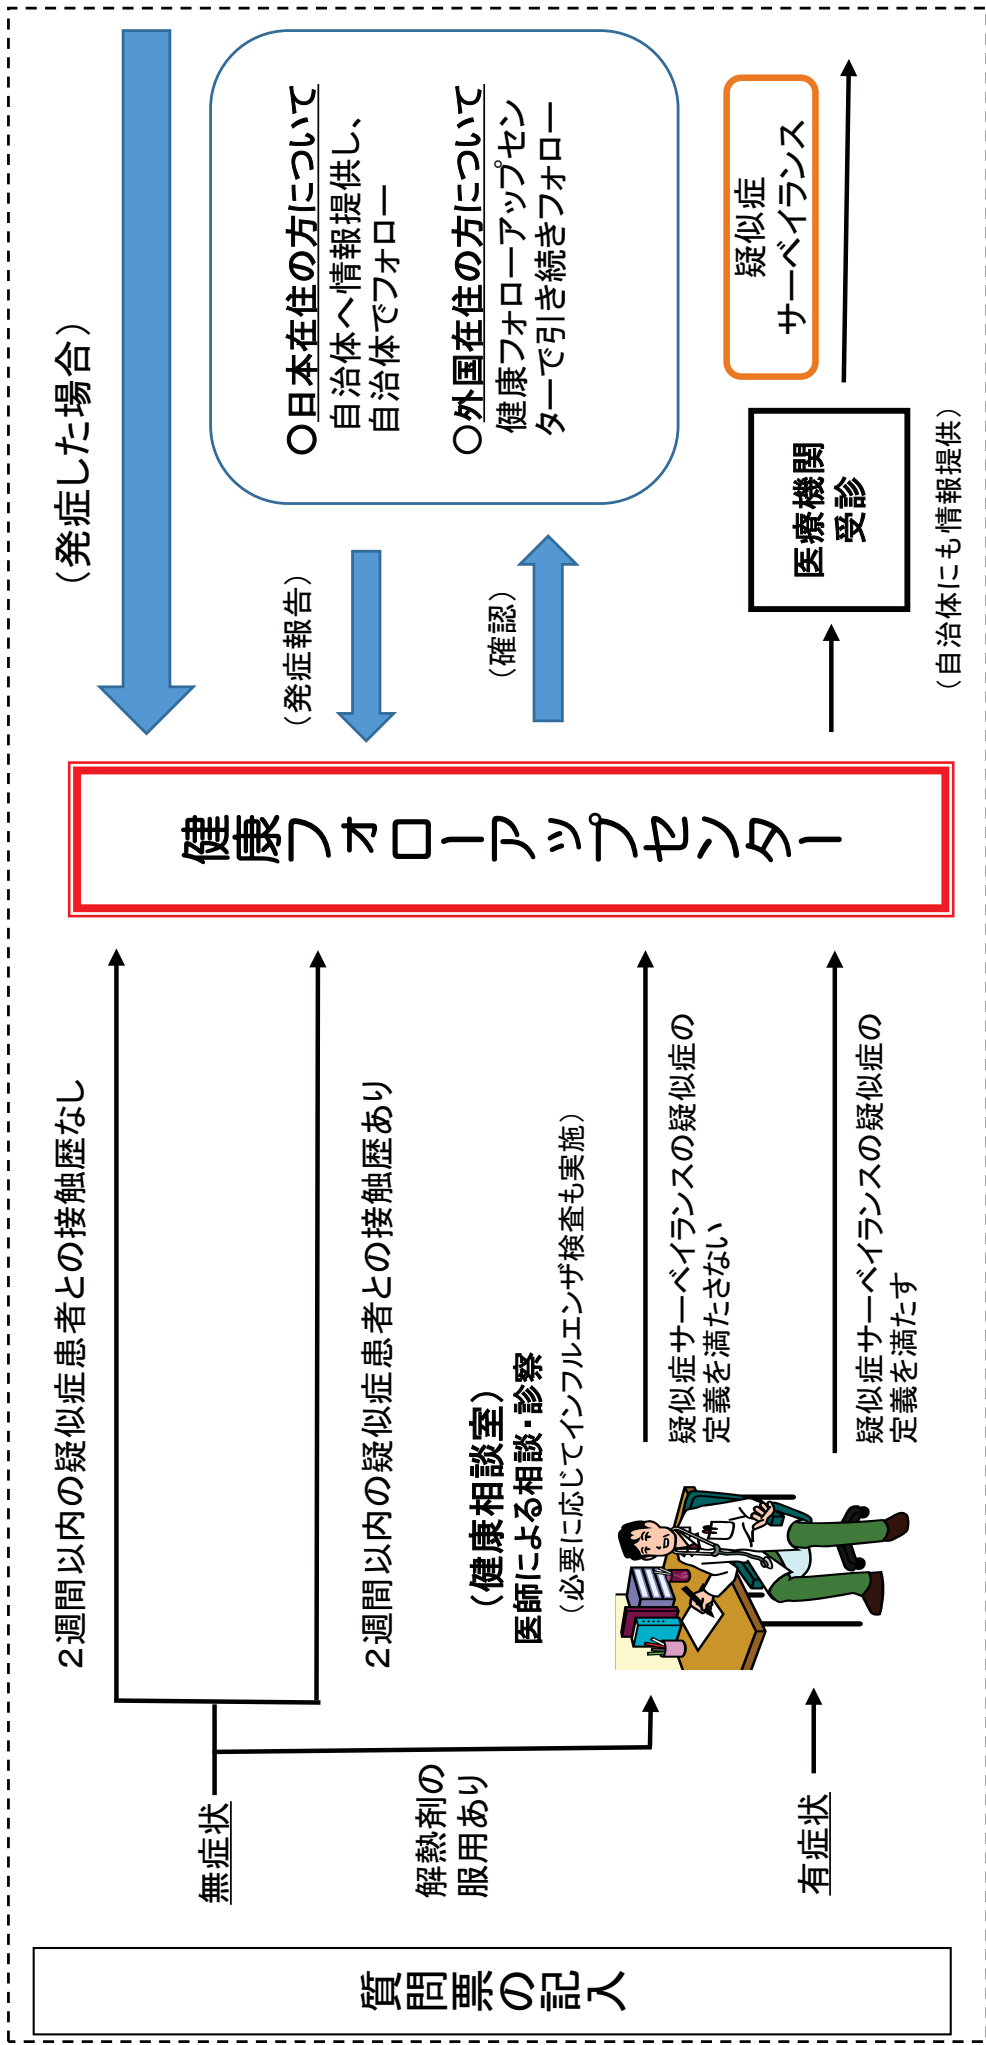 質問票の記入
無症状
解熱剤の
服用あり
有症状
２週間以内の疑似症患者との接触歴なし
２週間以内の疑似症患者との接触歴あり
（健康相談室）
医師による相談・診察
（必要に応じてインフルエンザ検査も実施）
疑似症サーベイランスの疑似症の
定義を満たさない
疑似症サーベイランスの疑似症の
定義を満たす
健康フォローアップセンター
（発症した場合）
（発症報告）
（確認）
○日本在住の方について
自治体へ情報提供し、
自治体でフォロー
○外国在住の方について
健康フォローアップセン
ターで引き続きフォロー
医療機関
受診
（自治体にも情報提供）
疑似症
サーベイランス